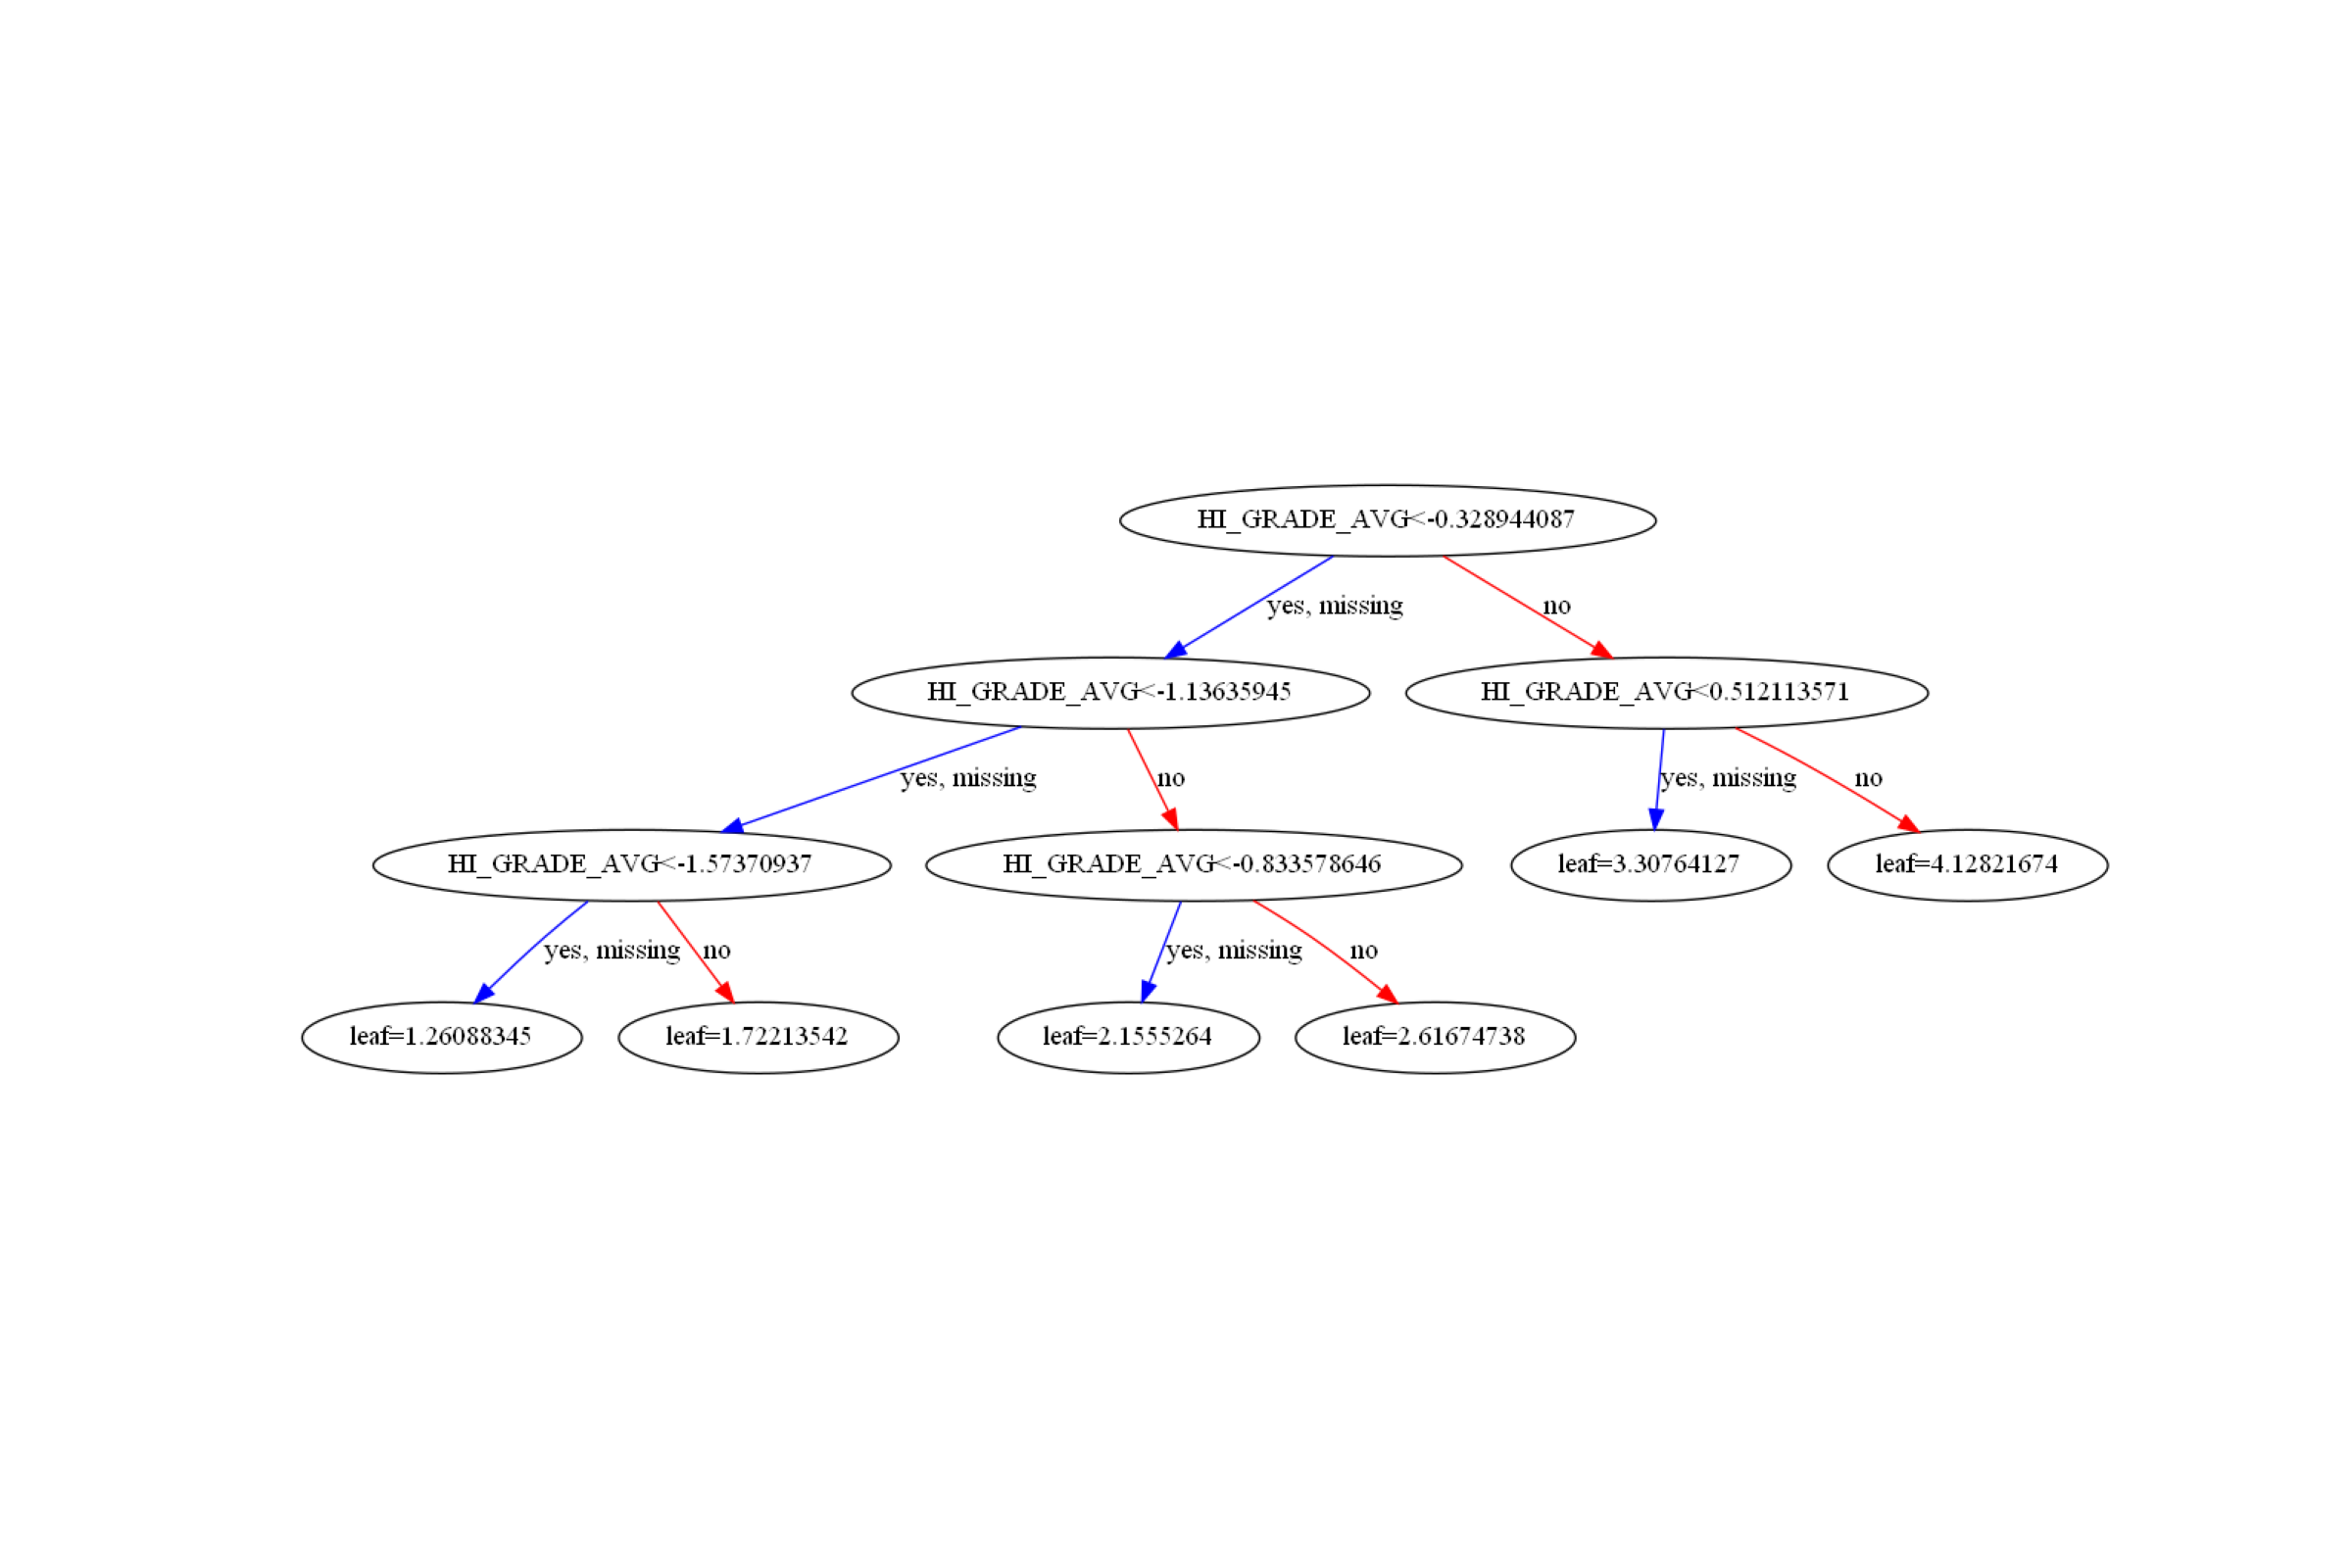 HI_GRADE_AVG<-0.328944087
yes, missing
no
HI_GRADE_AVG<-1.13635945
HI_GRADE_AVG<0.512113571
yes, missing
no
yes, missing
no
HI_GRADE_AVG<-1.57370937
HI_GRADE_AVG<-0.833578646
leaf=3.30764127
leaf=4.12821674
yes, missing
no
yes, missing
no
leaf=1.26088345
leaf=1.72213542
leaf=2.1555264
leaf=2.61674738